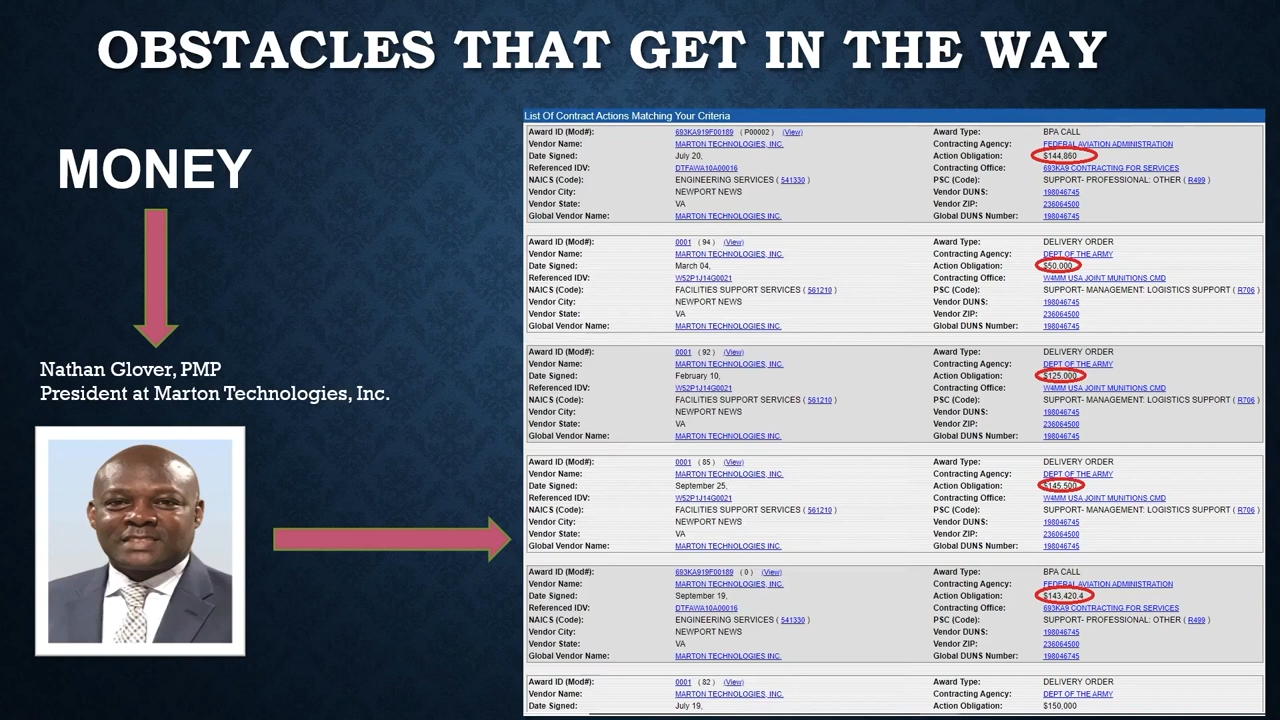 OBSTACLES THAT GET IN THE WAY
MONEY
Nathan Glover, PMP
President at Marton Technologies, Inc.
List Of Contract Actions Matching Your Criteria
Award ID (Mod#): 693KA919F00189 ( P00002 ) (View) Award Type: BPA CALL
Vendor Name: MARTON TECHNOLOGIES, INC. Contracting Agency: FEDERAL AVIATION ADMINISTRATION
Date Signed: July 20, Action Obligation: $144,860
Referenced IDV: DTFAWA10A00016 Contracting Office: 693KA9 CONTRACTING FOR SERVICES
NAICS (Code): ENGINEERING SERVICES ( 541330 ) PSC (Code): SUPPORT- PROFESSIONAL: OTHER ( R499 )
Vendor City: NEWPORT NEWS Vendor DUNS: 198046745
Vendor State: VA Vendor ZIP: 236064500
Global Vendor Name: MARTON TECHNOLOGIES INC. Global DUNS Number: 198046745
Award ID (Mod#): 0001 ( 94 ) (View) Award Type: DELIVERY ORDER
Vendor Name: MARTON TECHNOLOGIES, INC. Contracting Agency: DEPT OF THE ARMY
Date Signed: March 04, Action Obligation: $50,000
Referenced IDV: W52P1J14G0021 Contracting Office: W4MM USA JOINT MUNITIONS CMD
NAICS (Code): FACILITIES SUPPORT SERVICES ( 561210 ) PSC (Code): SUPPORT- MANAGEMENT: LOGISTICS SUPPORT ( R706 )
Vendor City: NEWPORT NEWS Vendor DUNS: 198046745
Vendor State: VA Vendor ZIP: 236064500
Global Vendor Name: MARTON TECHNOLOGIES INC. Global DUNS Number: 198046745
Award ID (Mod#): 0001 ( 92 ) (View) Award Type: DELIVERY ORDER
Vendor Name: MARTON TECHNOLOGIES, INC. Contracting Agency: DEPT OF THE ARMY
Date Signed: February 10, Action Obligation: $125,000
Referenced IDV: W52P1J14G0021 Contracting Office: W4MM USA JOINT MUNITIONS CMD
NAICS (Code): FACILITIES SUPPORT SERVICES ( 561210 ) PSC (Code): SUPPORT- MANAGEMENT: LOGISTICS SUPPORT ( R706 )
Vendor City: NEWPORT NEWS Vendor DUNS: 198046745
Vendor State: VA Vendor ZIP: 236064500
Global Vendor Name: MARTON TECHNOLOGIES INC. Global DUNS Number: 198046745
Award ID (Mod#): 0001 ( 85 ) (View) Award Type: DELIVERY ORDER
Vendor Name: MARTON TECHNOLOGIES, INC. Contracting Agency: DEPT OF THE ARMY
Date Signed: September 25, Action Obligation: $145,500
Referenced IDV: W52P1J14G0021 Contracting Office: W4MM USA JOINT MUNITIONS CMD
NAICS (Code): FACILITIES SUPPORT SERVICES ( 561210 ) PSC (Code): SUPPORT- MANAGEMENT: LOGISTICS SUPPORT ( R706 )
Vendor City: NEWPORT NEWS Vendor DUNS: 198046745
Vendor State: VA Vendor ZIP: 236064500
Global Vendor Name: MARTON TECHNOLOGIES INC. Global DUNS Number: 198046745
Award ID (Mod#): 693KA919F00189 ( 0 ) (View) Award Type: BPA CALL
Vendor Name: MARTON TECHNOLOGIES, INC. Contracting Agency: FEDERAL AVIATION ADMINISTRATION
Date Signed: September 19, Action Obligation: $143,420.4
Referenced IDV: DTFAWA10A00016 Contracting Office: 693KA9 CONTRACTING FOR SERVICES
NAICS (Code): ENGINEERING SERVICES ( 541330 ) PSC (Code): SUPPORT- PROFESSIONAL: OTHER ( R499 )
Vendor City: NEWPORT NEWS Vendor DUNS: 198046745
Vendor State: VA Vendor ZIP: 236064500
Global Vendor Name: MARTON TECHNOLOGIES INC. Global DUNS Number: 198046745
Award ID (Mod#): 0001 ( 82 ) (View) Award Type: DELIVERY ORDER
Vendor Name: MARTON TECHNOLOGIES, INC. Contracting Agency: DEPT OF THE ARMY
Date Signed: July 19, Action Obligation: $150,000